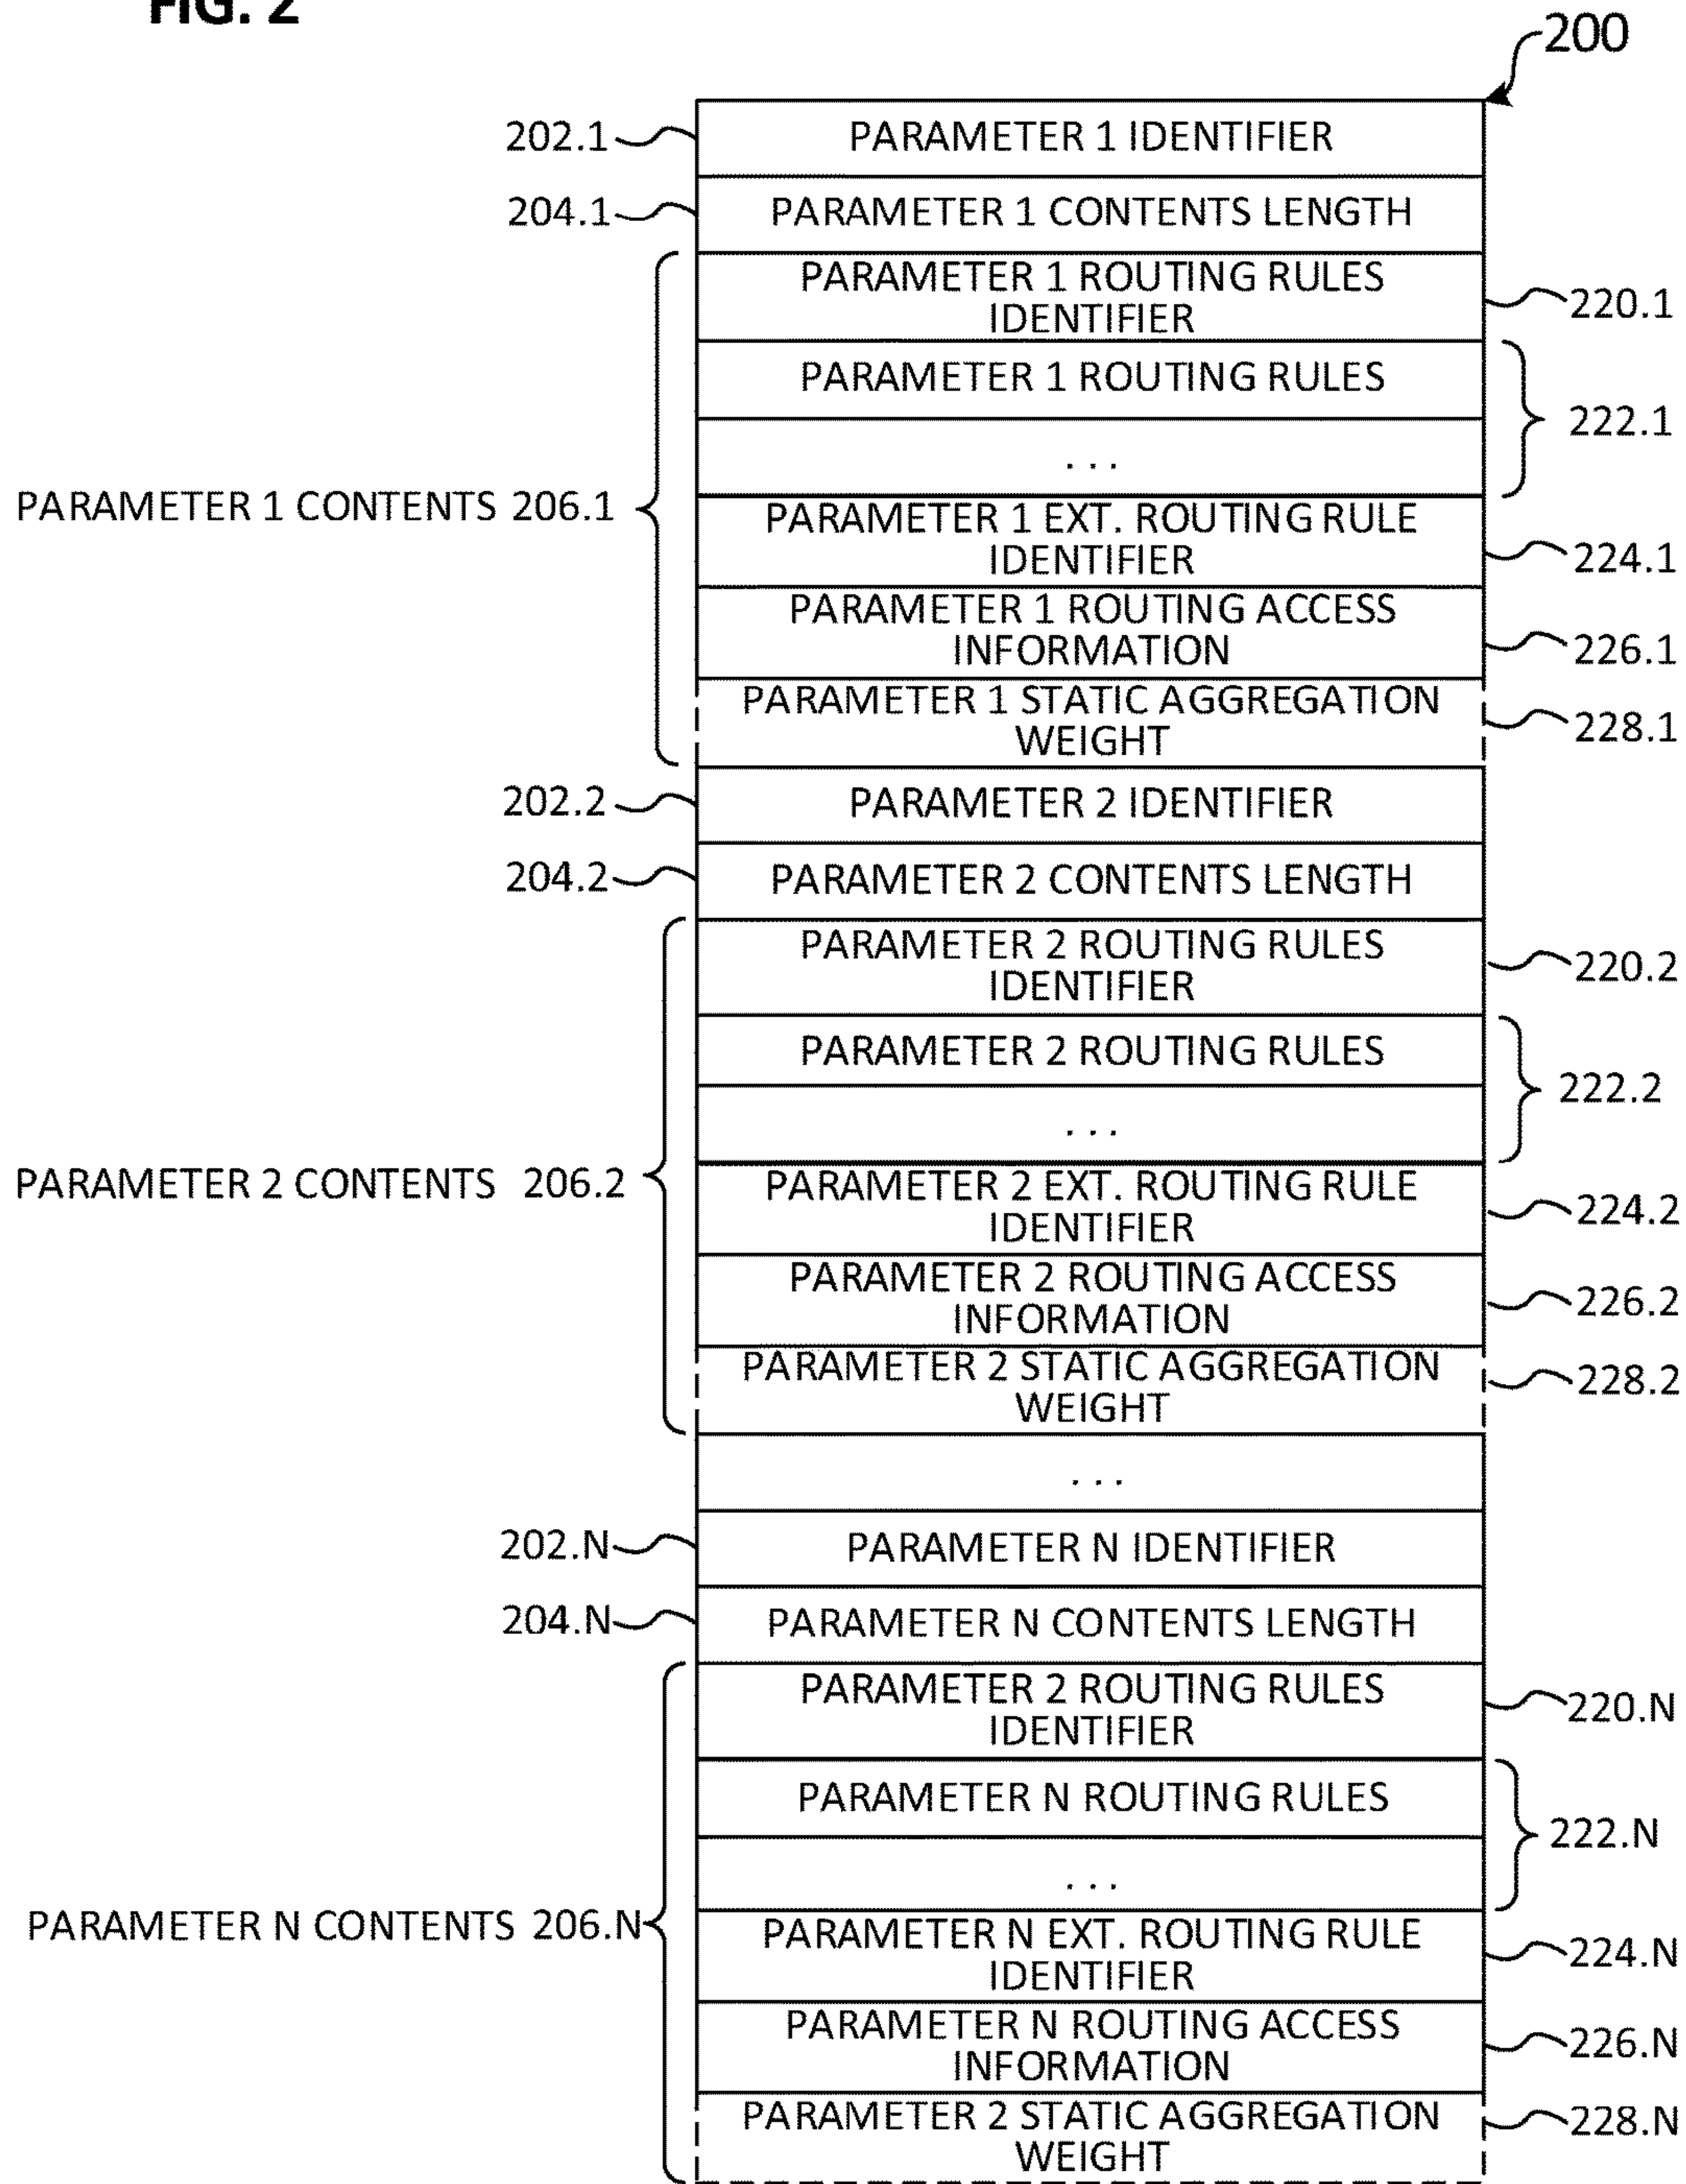 FIG. 2
200
202.1 PARAMETER 1 IDENTIFIER
204.1 PARAMETER 1 CONTENTS LENGTH
PARAMETER 1 ROUTING RULES
IDENTIFIER
220.1
PARAMETER 1 ROUTING RULES
222.1
. . .
PARAMETER 1 CONTENTS 206.1
PARAMETER 1 EXT. ROUTING RULE
IDENTIFIER
224.1
PARAMETER 1 ROUTING ACCESS
INFORMATION
226.1
PARAMETER 1 STATIC AGGREGATION
WEIGHT
228.1
202.2 PARAMETER 2 IDENTIFIER
204.2 PARAMETER 2 CONTENTS LENGTH
PARAMETER 2 ROUTING RULES
IDENTIFIER
220.2
PARAMETER 2 ROUTING RULES
222.2
. . .
PARAMETER 2 CONTENTS 206.2
PARAMETER 2 EXT. ROUTING RULE
IDENTIFIER
224.2
PARAMETER 2 ROUTING ACCESS
INFORMATION
226.2
PARAMETER 2 STATIC AGGREGATION
WEIGHT
228.2
. . .
202.N PARAMETER N IDENTIFIER
204.N PARAMETER N CONTENTS LENGTH
PARAMETER 2 ROUTING RULES
IDENTIFIER
220.N
PARAMETER N ROUTING RULES
222.N
. . .
PARAMETER N CONTENTS 206.N
PARAMETER N EXT. ROUTING RULE
IDENTIFIER
224.N
PARAMETER N ROUTING ACCESS
INFORMATION
226.N
PARAMETER 2 STATIC AGGREGATION
WEIGHT
228.N